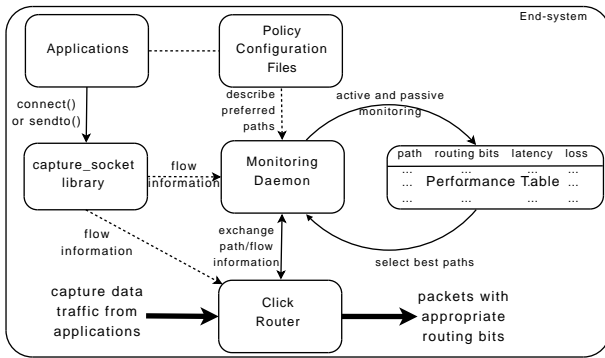 End-system
Applications
Policy
Configuration
Files
connect()
or sendto()
describe
preferred
paths
active and passive
monitoring
capture_socket
library
flow
information
Monitoring
Daemon
path routing bits latency loss
... ... ... ...
... Performance Table ...
... ... ... ...
flow
information
exchange
path/flow
information
select best paths
capture data
traffic from
applications
Click
Router
packets with
appropriate
routing bits